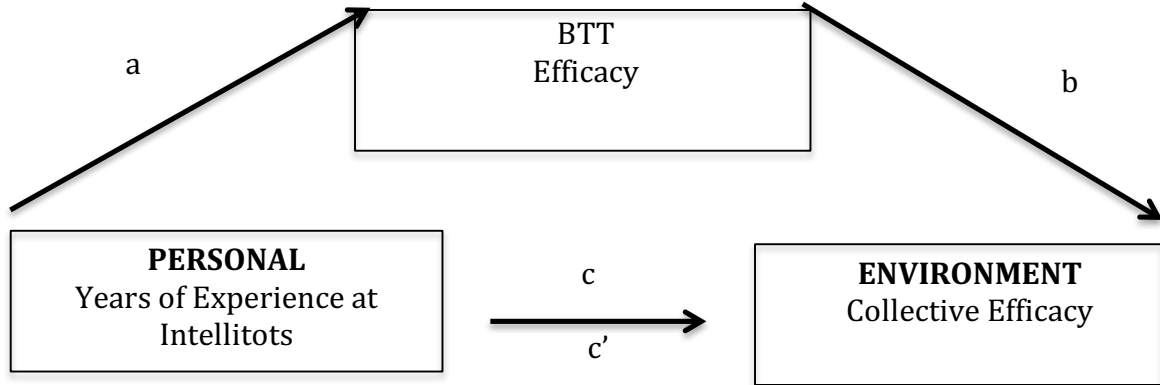 BTT
Efficacy
a
b
PERSONAL
Years of Experience at
Intellitots
c
c’
ENVIRONMENT
Collective Efficacy